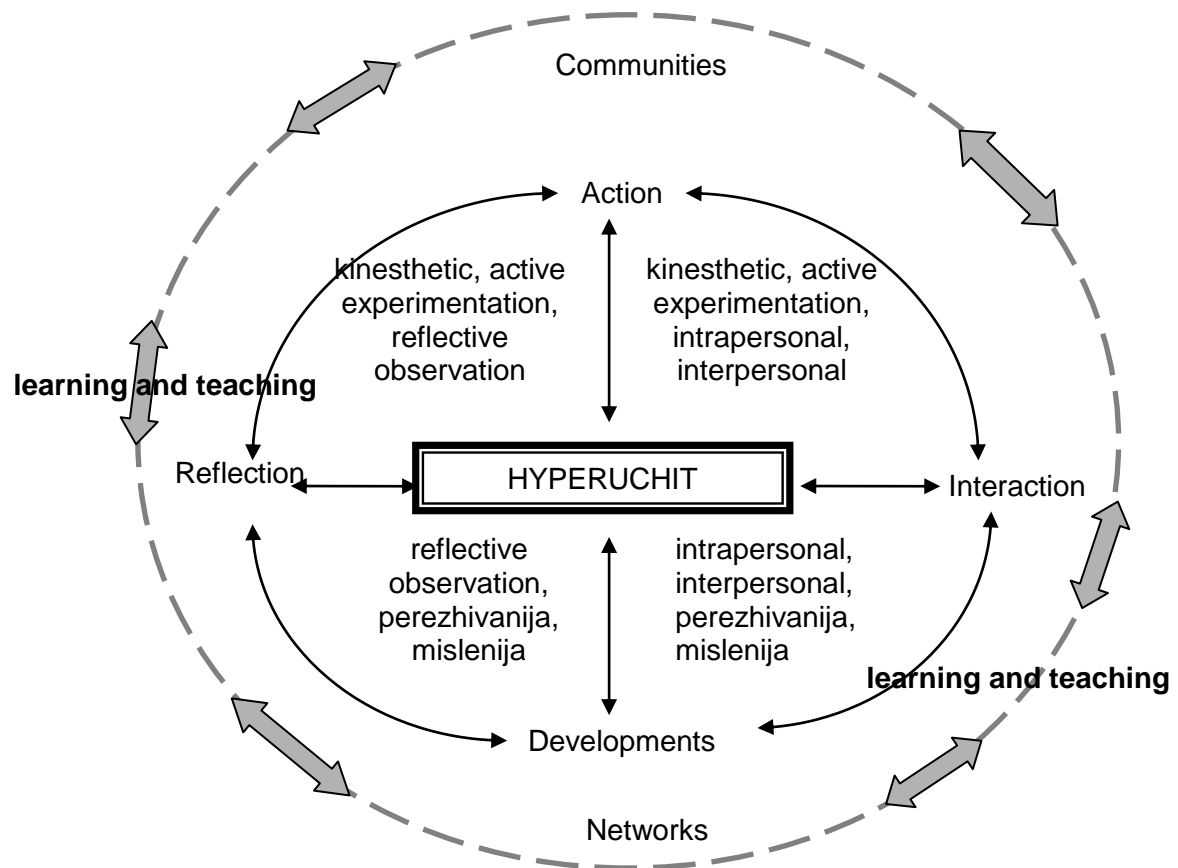 Communities
Action
kinesthetic, active
experimentation,
reflective
observation
kinesthetic, active
experimentation,
intrapersonal,
interpersonal
learning and teaching
Reflection
HYPERUCHIT
Interaction
reflective
observation,
perezhivanija,
mislenija
intrapersonal,
interpersonal,
perezhivanija,
mislenija
learning and teaching
Developments
Networks